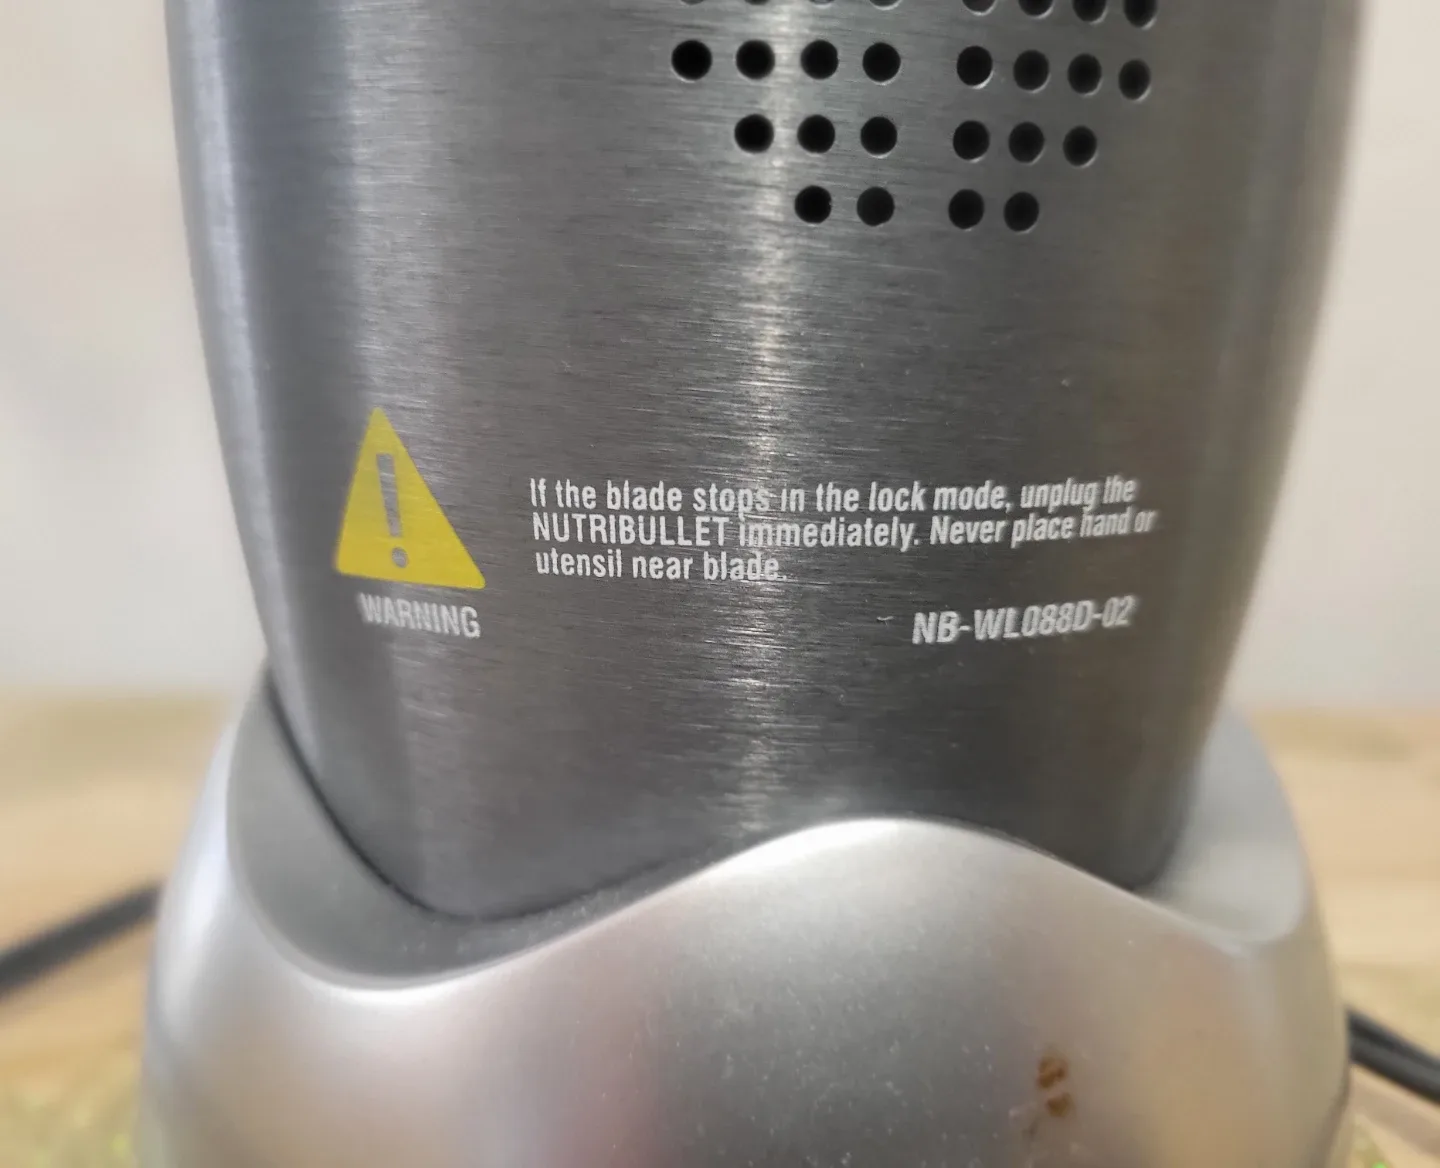 If the blade stops in the lock mode, unplug the
NUTRIBULLET immediately. Never place hand or
utensil near blade.
WARNING
NB-WL088D-02